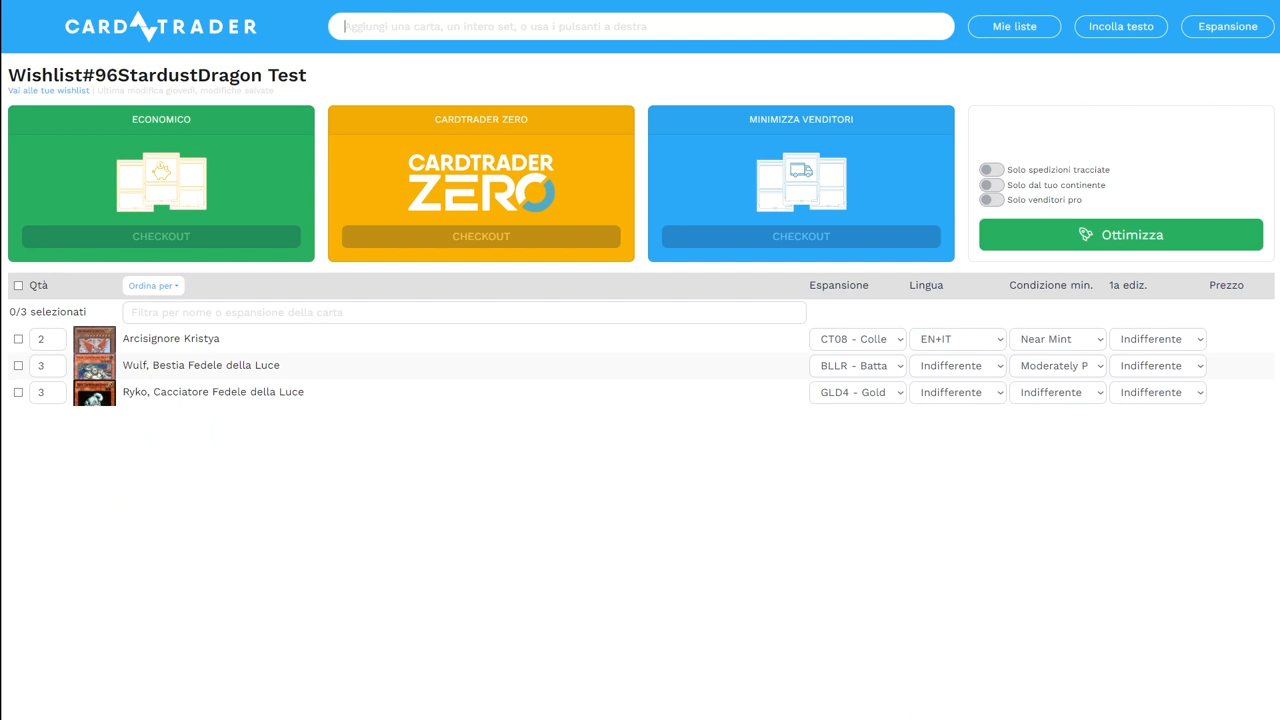 CARDTRADER
Aggiungi una carta, un intero set, o usa i pulsanti a destra
Mie liste
Incolla testo
Espansione
Wishlist#96StardustDragon Test
Vai alle tue wishlist | Ultima modifica giovedì, modifiche salvate
ECONOMICO
CHECKOUT
CARDTRADER ZERO
CARDTRADER
ZERO
CHECKOUT
MINIMIZZA VENDITORI
CHECKOUT
Solo spedizioni tracciate
Solo dal tuo continente
Solo venditori pro
Ottimizza
Qtà
Ordina per
Espansione
Lingua
Condizione min.
1a ediz.
Prezzo
0/3 selezionati
Filtra per nome o espansione della carta
2 Arcisignore Kristya CT08 - Colle EN+IT Near Mint Indifferente
3 Wulf, Bestia Fedele della Luce BLLR - Batta Indifferente Moderately P Indifferente
3 Ryko, Cacciatore Fedele della Luce GLD4 - Gold Indifferente Indifferente Indifferente